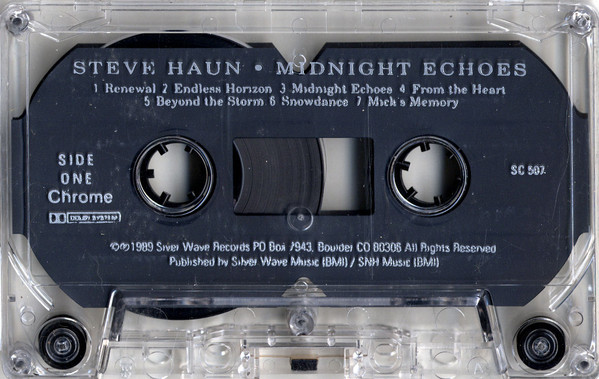 STEVE HAUN • MIDNIGHT ECHOES
1 Renewal 2 Endless Horizon 3 Midnight Echoes 4 From the Heart
5 Beyond the Storm 6 Snowdance 7 Mick's Memory
SIDE
ONE
Chrome
DOLBY SYSTEM
SC 507
©℗1989 Silver Wave Records PO Box 7943, Boulder CO 80306 All Rights Reserved
Published by Silver Wave Music (BMI) / SNH Music (BMI)